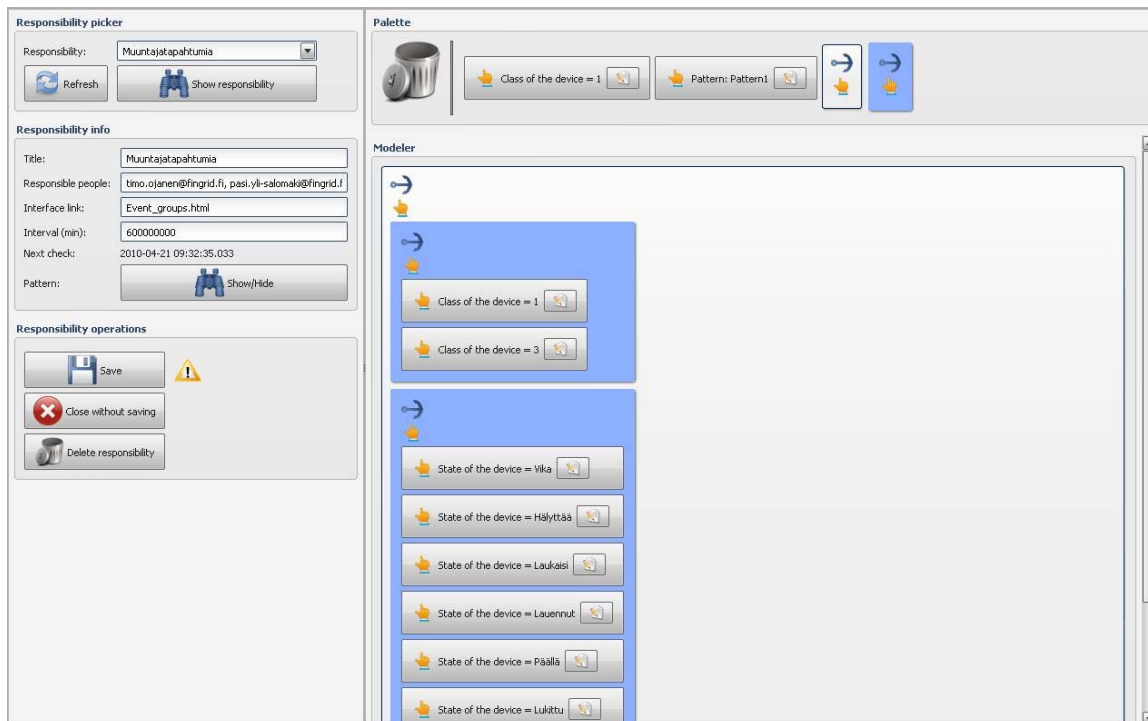 Responsibility picker
Responsibility: Muuntajatapahtumia
Refresh Show responsibility
Responsibility info
Title: Muuntajatapahtumia
Responsible people: timo.ojanen@fingrid.fi, pasi.yli-salomaki@fingrid.f
Interface link: Event_groups.html
Interval (min): 600000000
Next check: 2010-04-21 09:32:35.033
Pattern: Show/Hide
Responsibility operations
Save
Close without saving
Delete responsibility
Palette
Class of the device = 1 Pattern: Pattern1
Modeler
Class of the device = 1
Class of the device = 3
State of the device = Vika
State of the device = Hälyttää
State of the device = Laukaisi
State of the device = Lauennut
State of the device = Päällä
State of the device = Lukittu